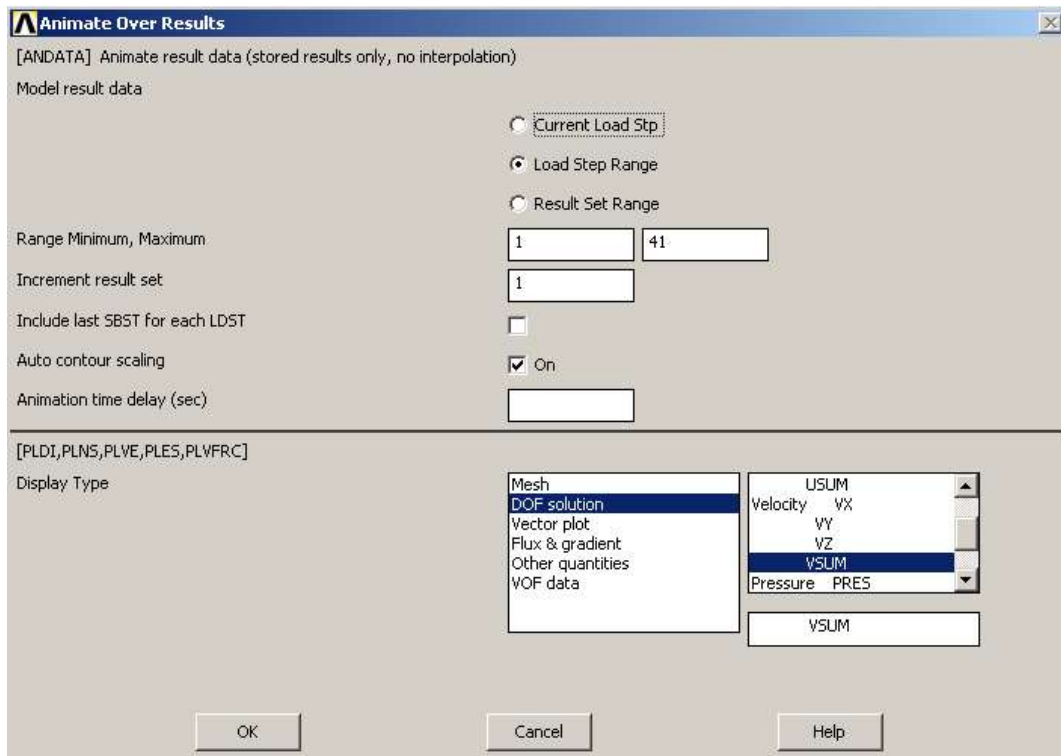 Animate Over Results
[ANDATA] Animate result data (stored results only, no interpolation)
Model result data
Current Load Stp
Load Step Range
Result Set Range
Range Minimum, Maximum 1 41
Increment result set 1
Include last SBST for each LDST
Auto contour scaling On
Animation time delay (sec)
[PLDI,PLNS,PLVE,PLES,PLVFRC]
Display Type
Mesh
DOF solution
Vector plot
Flux & gradient
Other quantities
VOF data
USUM
Velocity VX
VY
VZ
VSUM
Pressure PRES
VSUM
OK Cancel Help